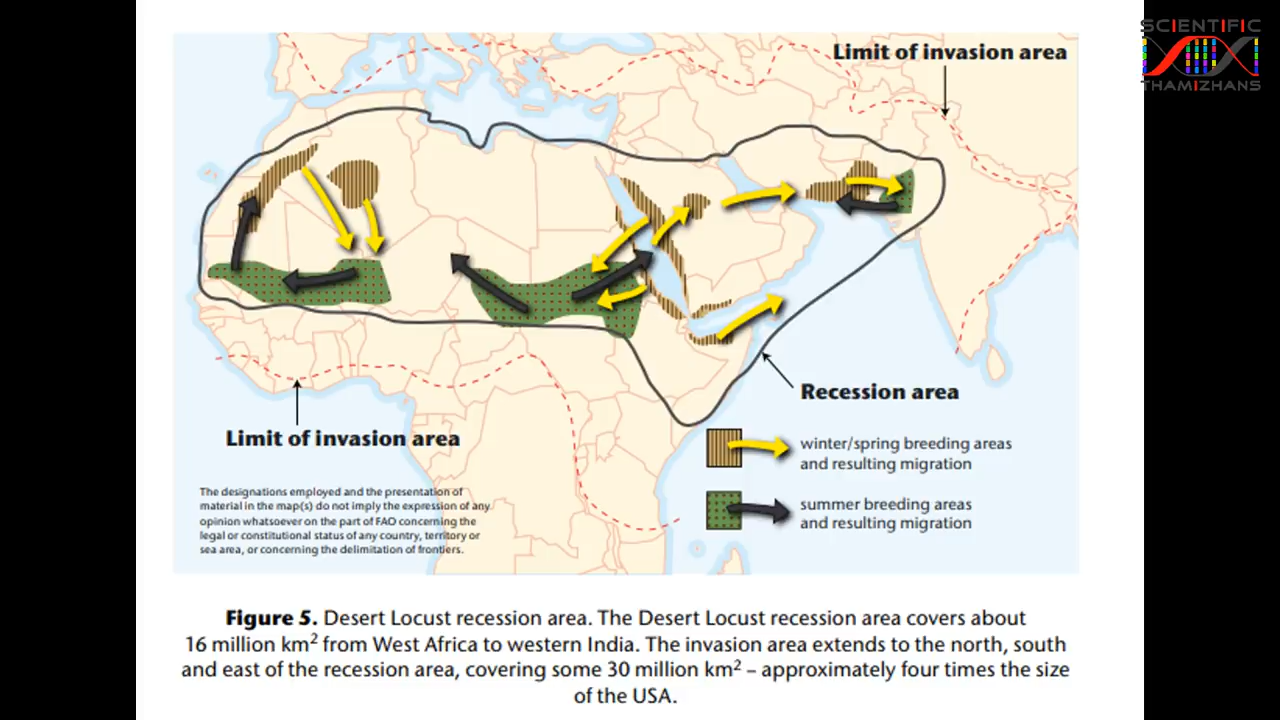 SCIENTIFIC
THAMIZHANS
Limit of invasion area
Recession area
Limit of invasion area
winter/spring breeding areas
and resulting migration
summer breeding areas
and resulting migration
The designations employed and the presentation of
material in the map(s) do not imply the expression of any
opinion whatsoever on the part of FAO concerning the
legal or constitutional status of any country, territory or
sea area, or concerning the delimitation of frontiers.
Figure 5. Desert Locust recession area. The Desert Locust recession area covers about
16 million km² from West Africa to western India. The invasion area extends to the north, south
and east of the recession area, covering some 30 million km² – approximately four times the size
of the USA.